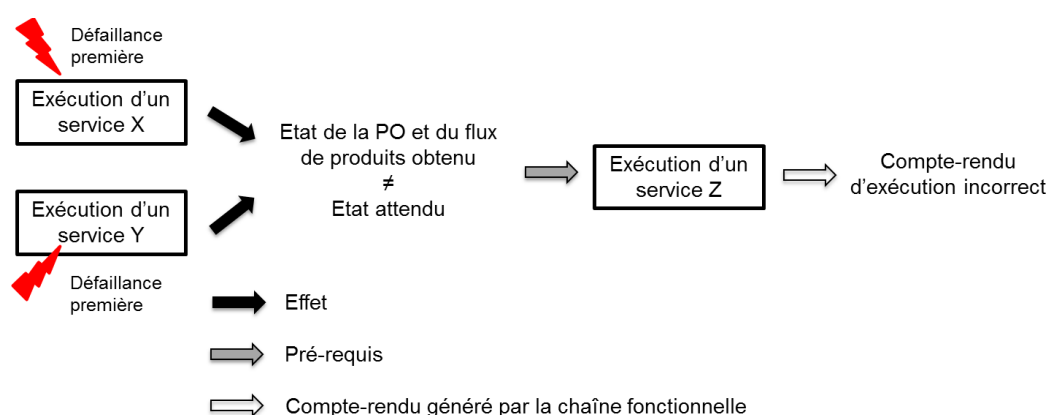 Défaillance
première
Exécution d'un
service X
Etat de la PO et du flux
de produits obtenu
≠
Etat attendu
Exécution d'un
service Z
Compte-rendu
d'exécution incorrect
Exécution d'un
service Y
Défaillance
première
Effet
Pré-requis
Compte-rendu généré par la chaîne fonctionnelle